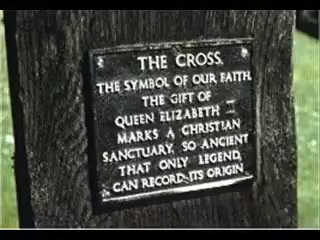 THE CROSS.
THE SYMBOL OF OUR FAITH.
THE GIFT OF
QUEEN ELIZABETH II
MARKS A CHRISTIAN
SANCTUARY, SO ANCIENT
THAT ONLY LEGEND,
CAN RECORD ITS ORIGIN